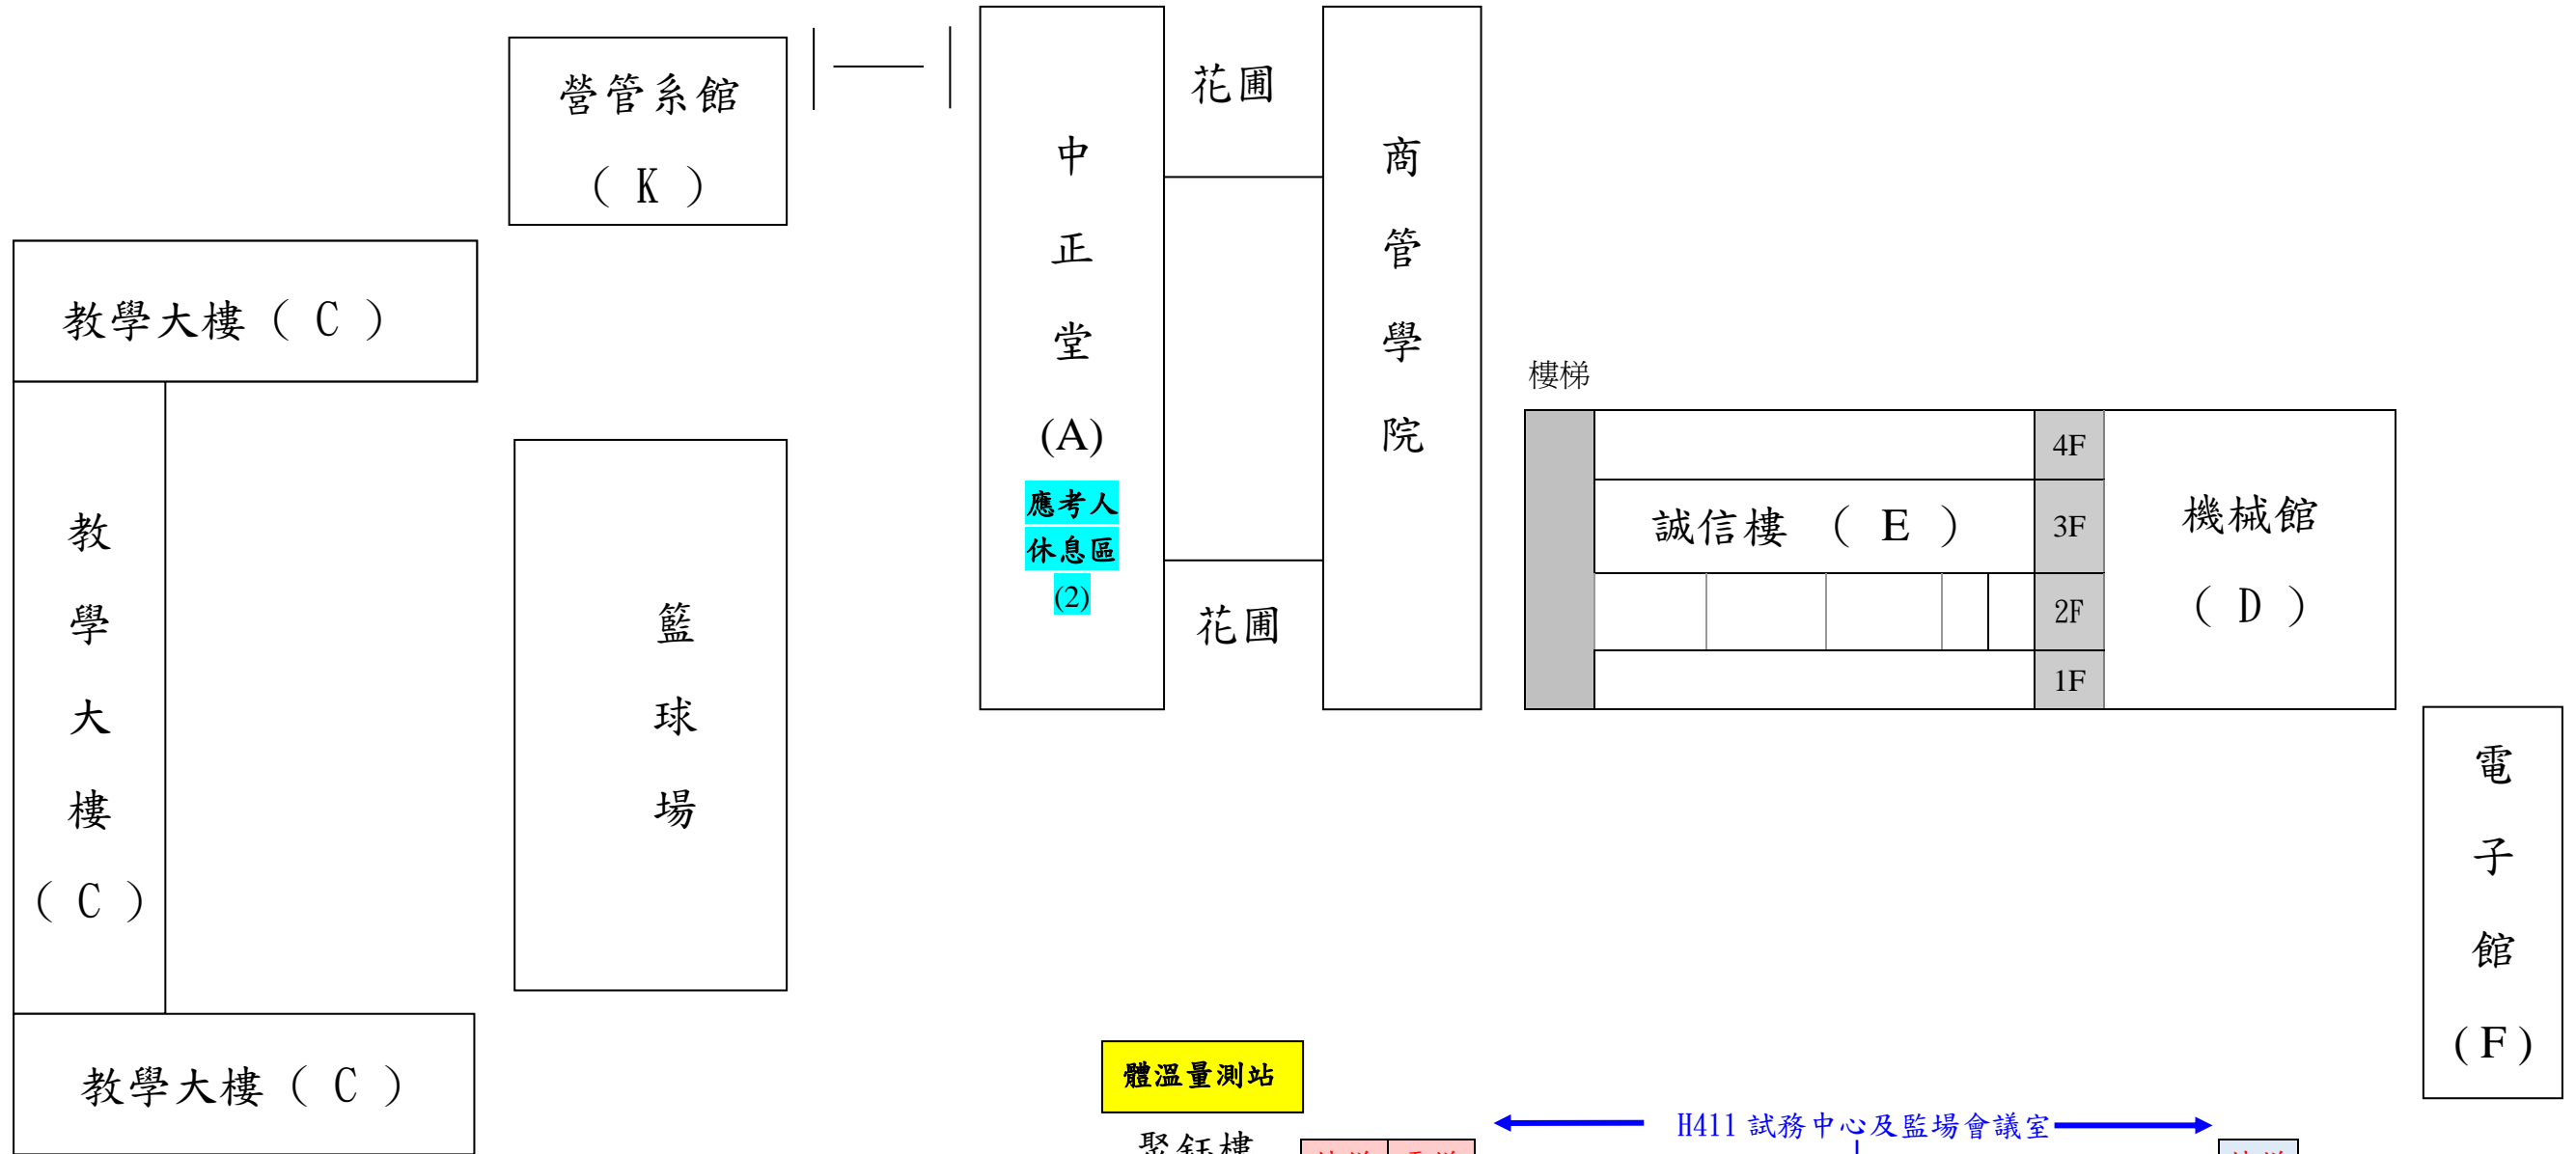 營管系館
( K )
教學大樓 ( C )
教學大樓
( C )
教學大樓 ( C )
籃球場
中正堂
(A)
應考人
休息區
(2)
花圃
花圃
商管學院
樓梯
誠信樓 ( E )
4F
3F
2F
1F
機械館
( D )
電子館
( F )
體溫量測站
聚鈺樓
H411 試務中心及監場會議室